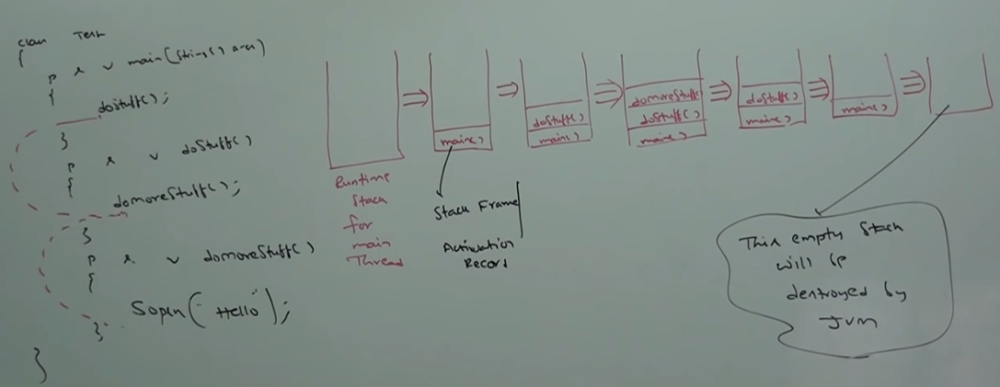 class Test
{
p s v main(String[] args)
{
doStuff();
}
p s v doStuff()
{
domoreStuff();
}
p s v domoreStuff()
{
Sopln("Hello");
}
}
Runtime
Stack
for
main
Thread
main()
Stack Frame
Activation
Record
doStuff()
main()
domoreStuff()
doStuff()
main()
doStuff()
main()
main()
This empty Stack
will be
destroyed by
JVM